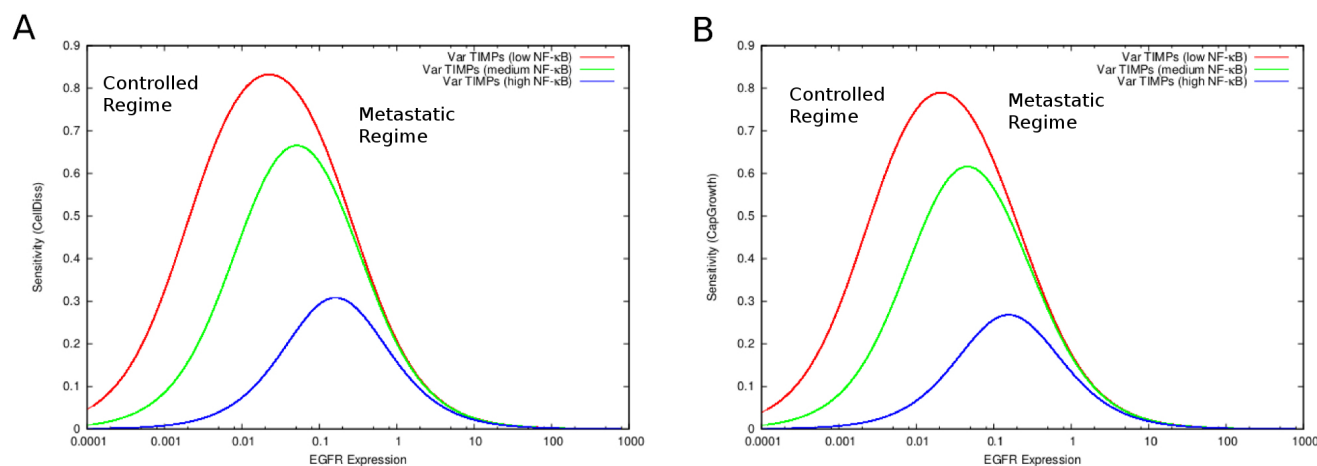 A
0.9
0.8
0.7
0.6
0.5
0.4
0.3
0.2
0.1
0
Sensitivity (CellDiss)
Controlled
Regime
Metastatic
Regime
Var TIMPs (low NF-κB)
Var TIMPs (medium NF-κB)
Var TIMPs (high NF-κB)
0.0001 0.001 0.01 0.1 1 10 100 1000
EGFR Expression
B
0.9
0.8
0.7
0.6
0.5
0.4
0.3
0.2
0.1
0
Sensitivity (CapGrowth)
Controlled
Regime
Metastatic
Regime
Var TIMPs (low NF-κB)
Var TIMPs (medium NF-κB)
Var TIMPs (high NF-κB)
0.0001 0.001 0.01 0.1 1 10 100 1000
EGFR Expression